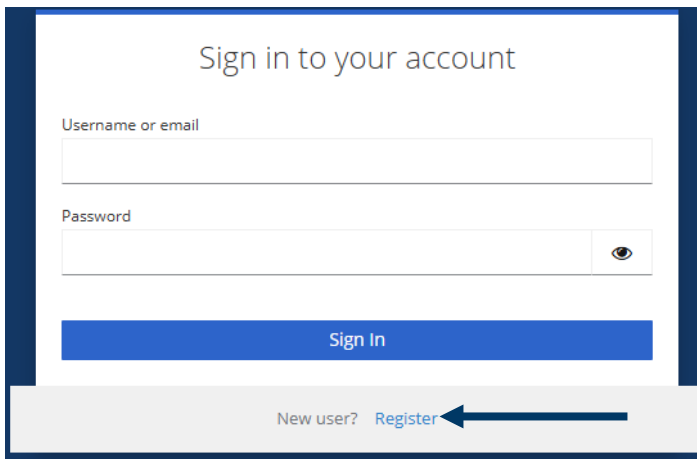 Sign in to your account
Username or email
Password
Sign In
New user? Register